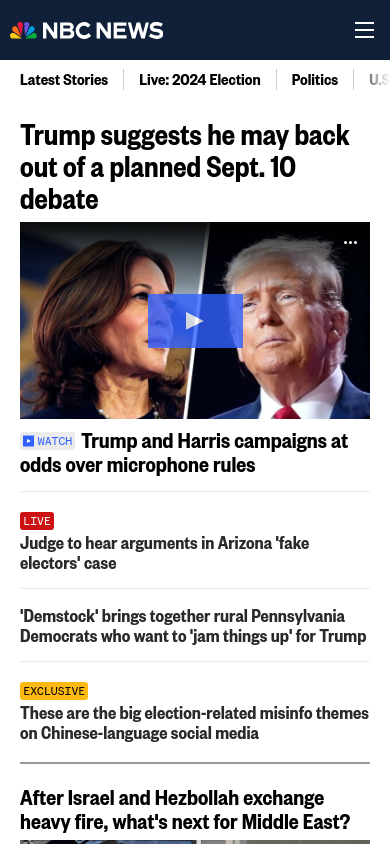 NBC NEWS
Latest Stories
Live: 2024 Election
Politics
Trump suggests he may back
out of a planned Sept. 10
debate
WATCH Trump and Harris campaigns at
odds over microphone rules
LIVE
Judge to hear arguments in Arizona 'fake
electors' case
'Demstock' brings together rural Pennsylvania
Democrats who want to 'jam things up' for Trump
EXCLUSIVE
These are the big election-related misinfo themes
on Chinese-language social media
After Israel and Hezbollah exchange
heavy fire, what's next for Middle East?